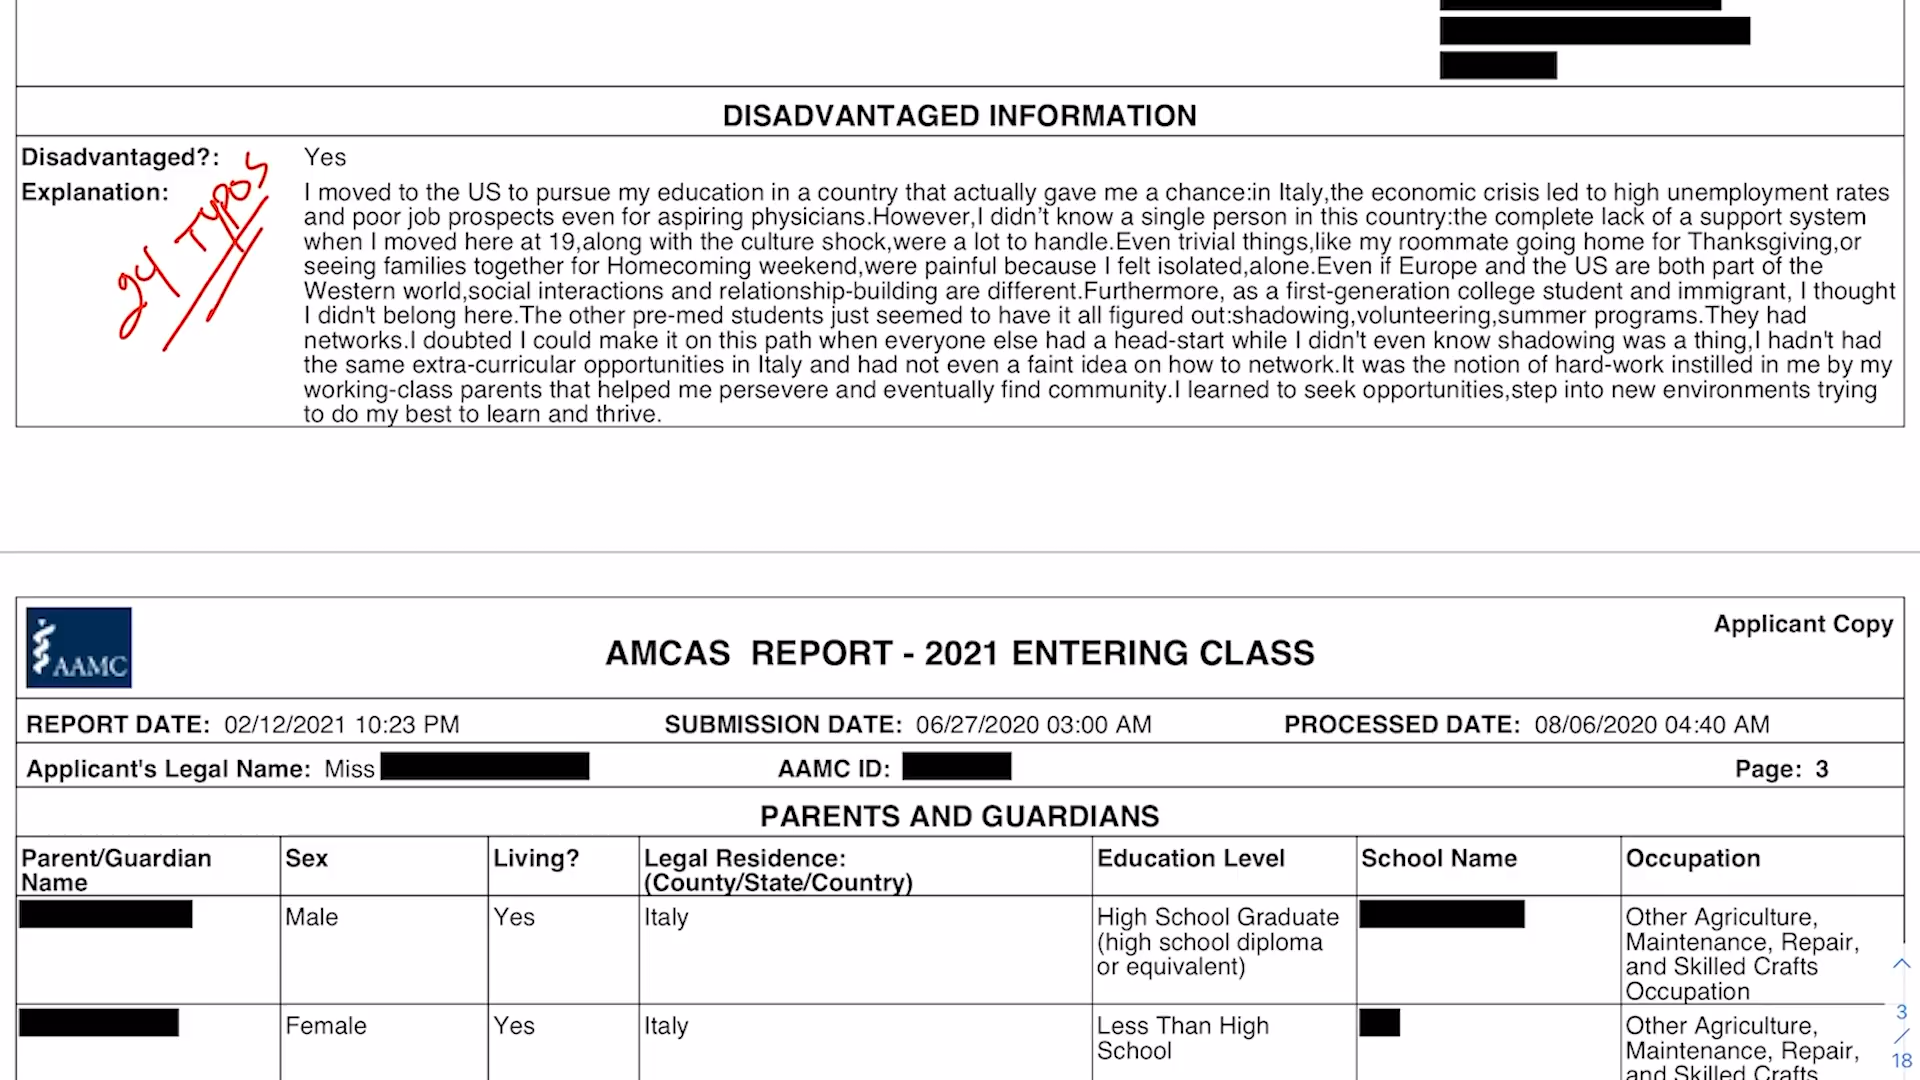 DISADVANTAGED INFORMATION
Disadvantaged?: Yes
Explanation: I moved to the US to pursue my education in a country that actually gave me a chance:in Italy,the economic crisis led to high unemployment rates
and poor job prospects even for aspiring physicians.However,I didn’t know a single person in this country:the complete lack of a support system
when I moved here at 19,along with the culture shock,were a lot to handle.Even trivial things,like my roommate going home for Thanksgiving,or
seeing families together for Homecoming weekend,were painful because I felt isolated,alone.Even if Europe and the US are both part of the
Western world,social interactions and relationship-building are different.Furthermore, as a first-generation college student and immigrant, I thought
I didn't belong here.The other pre-med students just seemed to have it all figured out:shadowing,volunteering,summer programs.They had
networks.I doubted I could make it on this path when everyone else had a head-start while I didn't even know shadowing was a thing,I hadn't had
the same extra-curricular opportunities in Italy and had not even a faint idea on how to network.It was the notion of hard-work instilled in me by my
working-class parents that helped me persevere and eventually find community.I learned to seek opportunities,step into new environments trying
to do my best to learn and thrive.
24 TYPOS
AAMC
AMCAS REPORT - 2021 ENTERING CLASS
Applicant Copy
REPORT DATE: 02/12/2021 10:23 PM SUBMISSION DATE: 06/27/2020 03:00 AM PROCESSED DATE: 08/06/2020 04:40 AM
Applicant's Legal Name: Miss AAMC ID: Page: 3
PARENTS AND GUARDIANS
Parent/Guardian Sex Living? Legal Residence: Education Level School Name Occupation
Name (County/State/Country)
Male Yes Italy High School Graduate Other Agriculture,
(high school diploma Maintenance, Repair,
or equivalent) and Skilled Crafts
Occupation
Female Yes Italy Less Than High Other Agriculture,
School Maintenance, Repair,
and Skilled Crafts
3
/
18